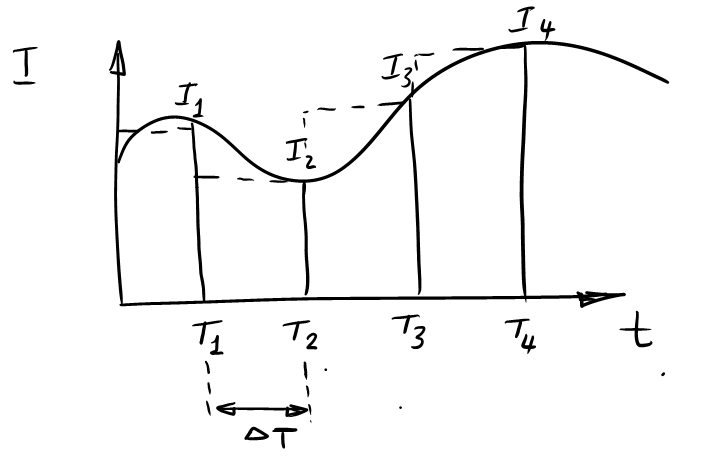 I
I₁
I₂
I₃
I₄
T₁ T₂ T₃ T₄ t
ΔT